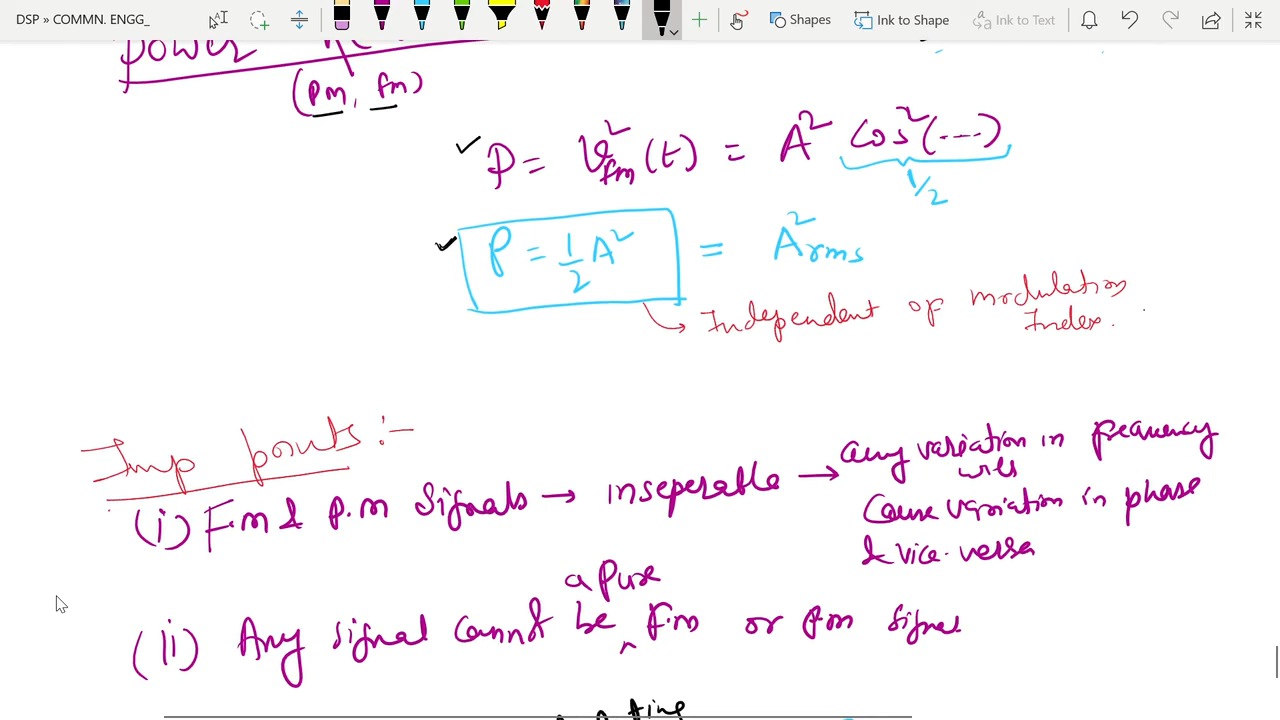 DSP » COMMN. ENGG_
Shapes
Ink to Shape
Ink to Text
power
(pm, fm)
P = V²fm(t) = A² Cos²(---)
1/2
P = 1/2 A² = A²rms
Independent of modulation
Index.
Imp points :-
(i) F.m & P.m Signals → inseperable → any variation in frequency
will
Cause variation in phase
& vice-versa
a Pure
(ii) Any signal cannot be ^ F.m or P.m signal